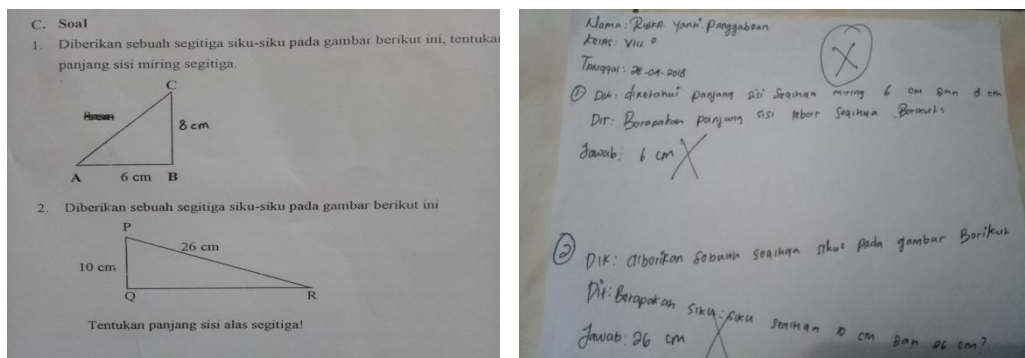 C. Soal
1. Diberikan sebuah segitiga siku-siku pada gambar berikut ini, tentukan
panjang sisi miring segitiga.
C
8 cm
A 6 cm B
2. Diberikan sebuah segitiga siku-siku pada gambar berikut ini
P
26 cm
10 cm
Q R
Tentukan panjang sisi alas segitiga!
Nama: Riska Yanni Panggabean
Kelas: VIII
Tanggal: 28-04-2018
① Dik: diketahui panjang sisi segitiga miring 6 cm dan 8 cm
Dit: Berapakah panjang sisi segitiga Berikut:
Jawab: 6 cm
② Dik: diberikan sebuah segitiga siku² pada gambar Berikut
Dit: Berapakah siku-siku segitiga 10 cm dan 26 cm?
Jawab: 26 cm